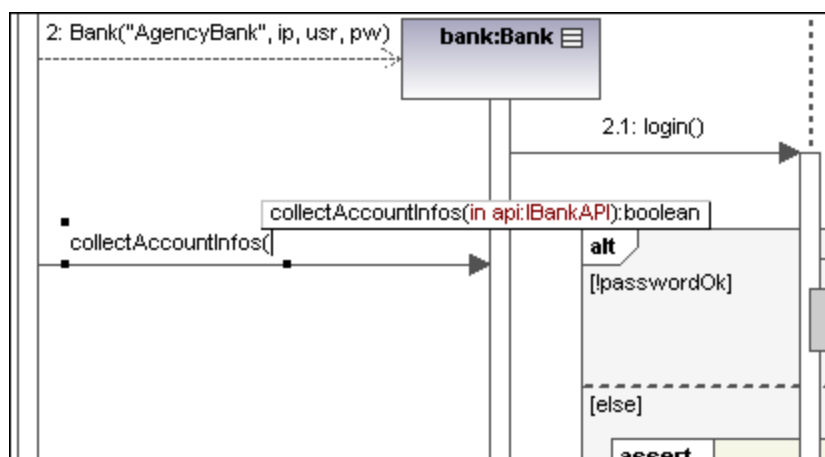 2: Bank("AgencyBank", ip, usr, pw)
bank:Bank
2.1: login()
collectAccountInfos(in api:IBankAPI):boolean
collectAccountInfos(
alt
[!passwordOk]
[else]
assert